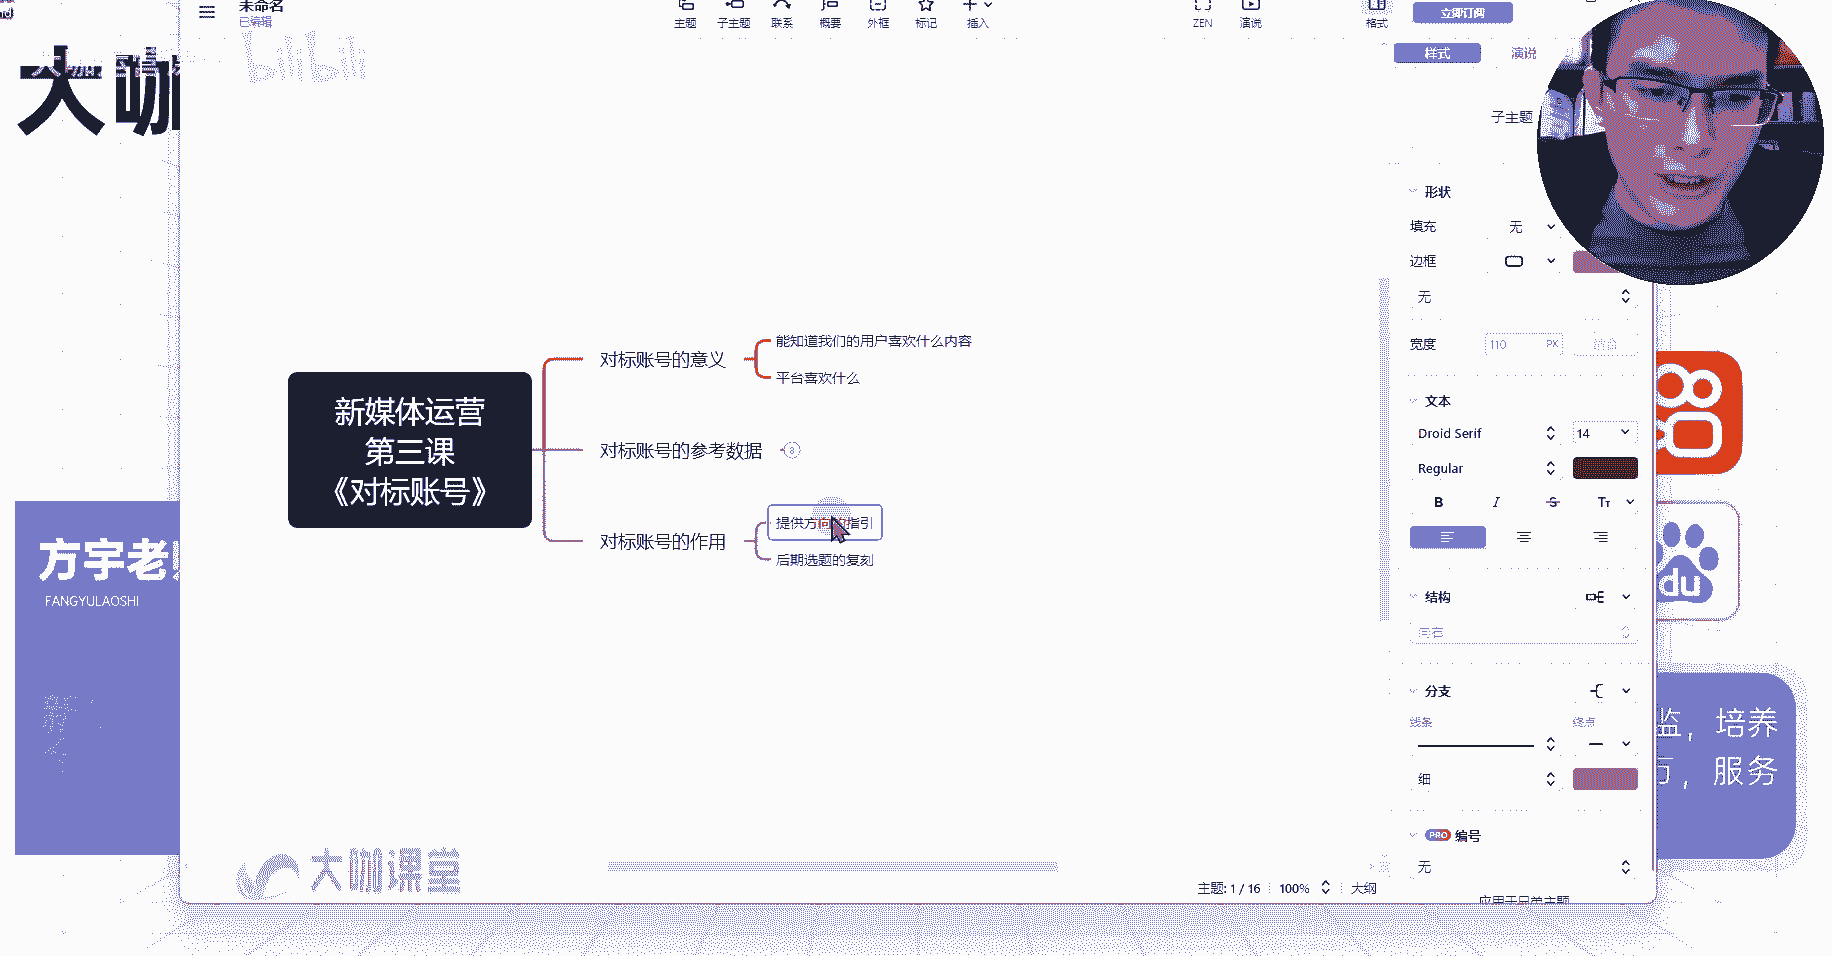 未命名
已编辑
主题
子主题
联系
概要
外框
标记
插入
ZEN
演说
格式
立即订阅
bilibili
大咖
样式
演说
子主题
形状
填充
无
边框
无
宽度
110
PX
文本
Droid Serif
14
Regular
B
I
S
TT
结构
分支
线条
终点
细
PRO 编号
无
对标账号的意义
能知道我们的用户喜欢什么内容
平台喜欢什么
新媒体运营
第三课
《对标账号》
对标账号的参考数据
3
对标账号的作用
提供方向的指引
后期选题的复刻
方宇老
FANGYULAOSHI
du
监，培养
，服务
大咖课堂
主题: 1 / 16
100%
大纲